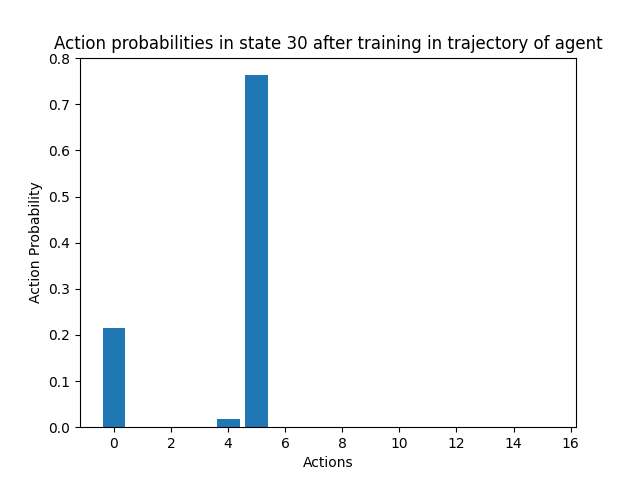 Action probabilities in state 30 after training in trajectory of agent
0.8
0.7
0.6
0.5
0.4
0.3
0.2
0.1
0.0
Action Probability
0 2 4 6 8 10 12 14 16
Actions